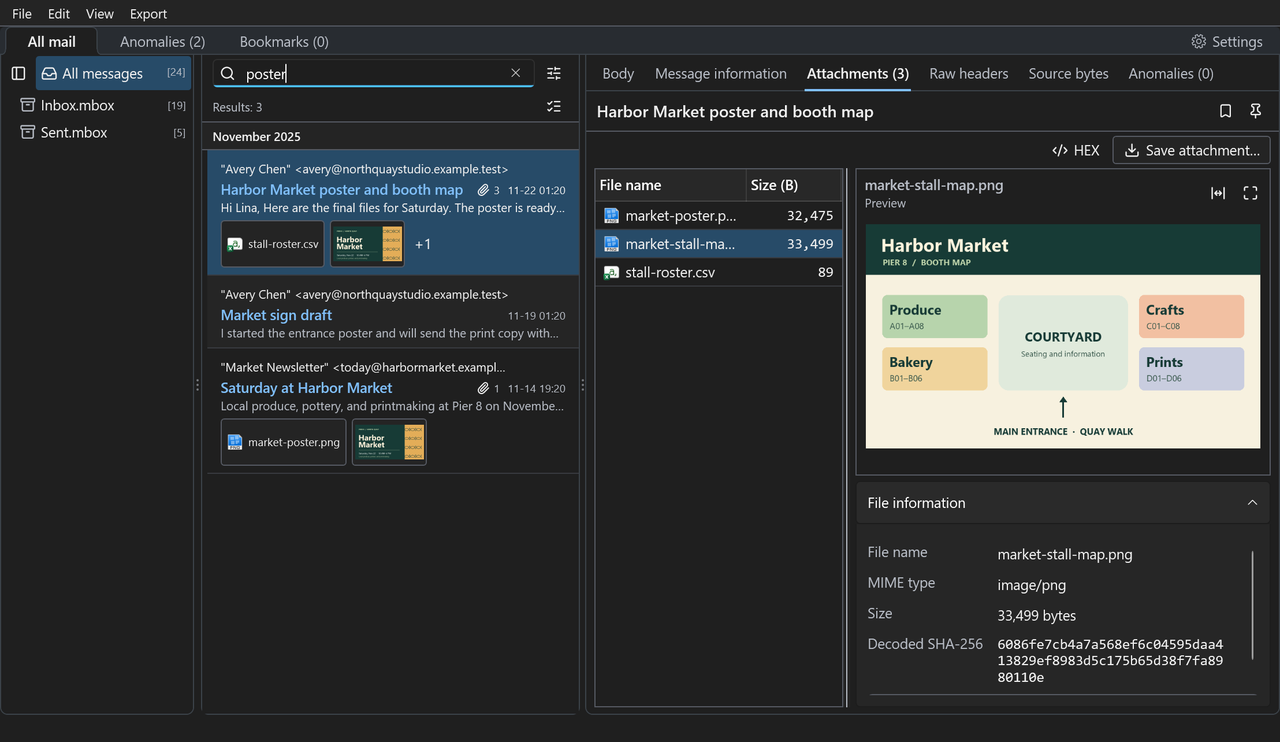 File Edit View Export
All mail Anomalies (2) Bookmarks (0) Settings
All messages [24]
Inbox.mbox [19]
Sent.mbox [5]
poster
Results: 3
November 2025
"Avery Chen" <avery@northquaystudio.example.test>
Harbor Market poster and booth map 3 11-22 01:20
Hi Lina, Here are the final files for Saturday. The poster is ready...
stall-roster.csv
Harbor
Market
+1
"Avery Chen" <avery@northquaystudio.example.test>
Market sign draft 11-19 01:20
I started the entrance poster and will send the print copy with...
"Market Newsletter" <today@harbormarket.exampl...
Saturday at Harbor Market 1 11-14 19:20
Local produce, pottery, and printmaking at Pier 8 on Novembe...
market-poster.png
Harbor
Market
Body Message information Attachments (3) Raw headers Source bytes Anomalies (0)
Harbor Market poster and booth map
HEX Save attachment...
File name Size (B)
market-poster.p... 32,475
market-stall-ma... 33,499
stall-roster.csv 89
market-stall-map.png
Preview
Harbor Market
PIER 8 / BOOTH MAP
Produce
A01–A08
Bakery
B01–B06
COURTYARD
Seating and information
Crafts
C01–C08
Prints
D01–D06
MAIN ENTRANCE · QUAY WALK
File information
File name market-stall-map.png
MIME type image/png
Size 33,499 bytes
Decoded SHA-256 6086fe7cb4a7a568ef6c04595daa4
13829ef8983d5c175b65d38f7fa89
80110e